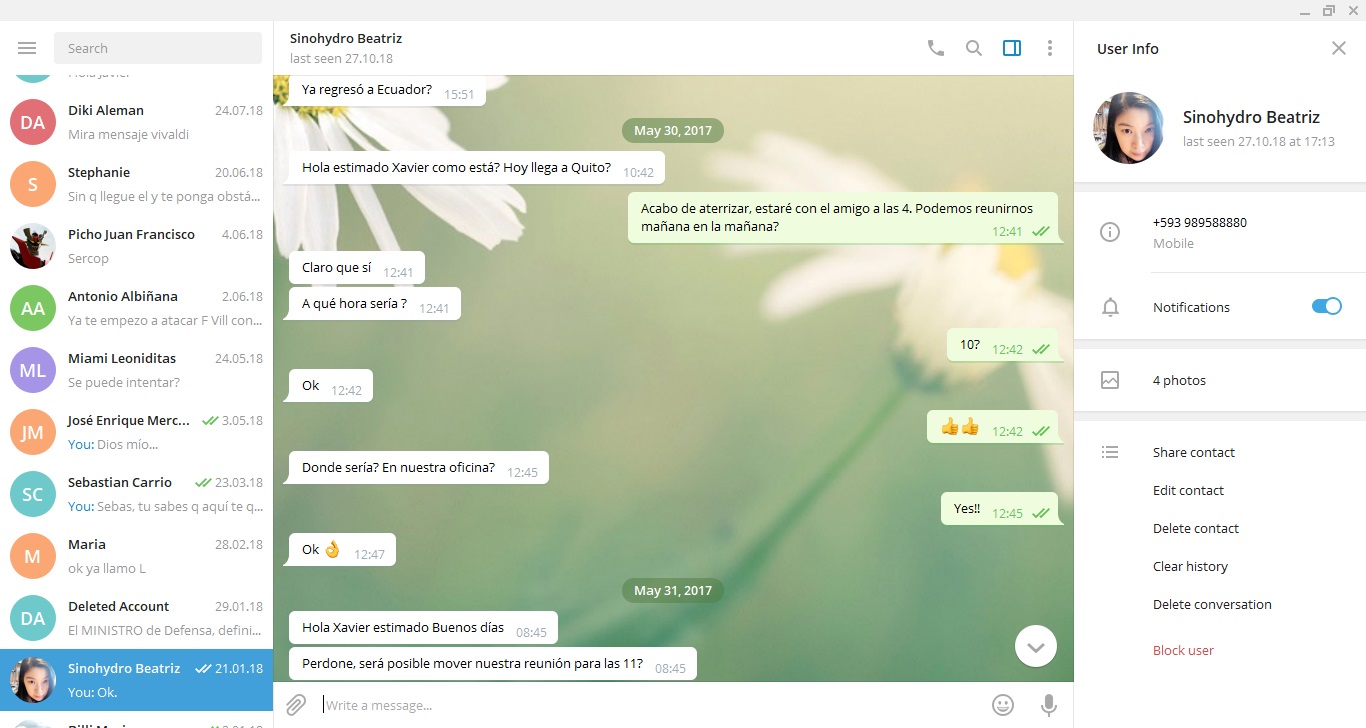 Search
Hola Javier
Diki Aleman 24.07.18
Mira mensaje vivaldi
Stephanie 20.06.18
Sin q llegue el y te ponga obstá...
Picho Juan Francisco 4.06.18
Sercop
AA Antonio Albiñana 2.06.18
Ya te empezo a atacar F Vill con...
ML Miami Leoniditas 24.05.18
Se puede intentar?
JM José Enrique Merc... 3.05.18
You: Dios mío...
SC Sebastian Carrio 23.03.18
You: Sebas, tu sabes q aquí te q...
M Maria 28.02.18
ok ya llamo L
DA Deleted Account 29.01.18
El MINISTRO de Defensa, defini...
Sinohydro Beatriz 21.01.18
You: Ok.
DA
S
Sinohydro Beatriz
last seen 27.10.18
Ya regresó a Ecuador? 15:51
May 30, 2017
Hola estimado Xavier como está? Hoy llega a Quito? 10:42
Acabo de aterrizar, estaré con el amigo a las 4. Podemos reunirnos
mañana en la mañana? 12:41
Claro que sí 12:41
A qué hora sería ? 12:41
10? 12:42
Ok 12:42
👍👍 12:42
Donde sería? En nuestra oficina? 12:45
Yes!! 12:45
Ok 👌 12:47
May 31, 2017
Hola Xavier estimado Buenos días 08:45
Perdone, será posible mover nuestra reunión para las 11? 08:45
Write a message...
User Info
Sinohydro Beatriz
last seen 27.10.18 at 17:13
+593 989588880
Mobile
Notifications
4 photos
Share contact
Edit contact
Delete contact
Clear history
Delete conversation
Block user